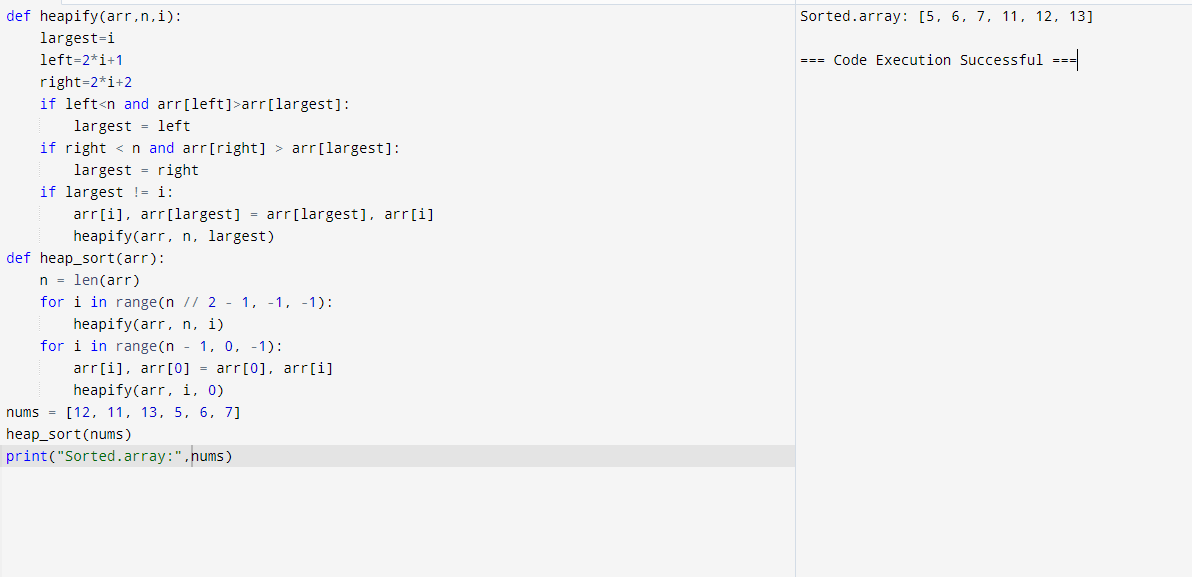 def heapify(arr,n,i):
    largest=i
    left=2*i+1
    right=2*i+2
    if left<n and arr[left]>arr[largest]:
        largest = left
    if right < n and arr[right] > arr[largest]:
        largest = right
    if largest != i:
        arr[i], arr[largest] = arr[largest], arr[i]
        heapify(arr, n, largest)
def heap_sort(arr):
    n = len(arr)
    for i in range(n // 2 - 1, -1, -1):
        heapify(arr, n, i)
    for i in range(n - 1, 0, -1):
        arr[i], arr[0] = arr[0], arr[i]
        heapify(arr, i, 0)
nums = [12, 11, 13, 5, 6, 7]
heap_sort(nums)
print("Sorted.array:",nums)
Sorted.array: [5, 6, 7, 11, 12, 13]
=== Code Execution Successful ===